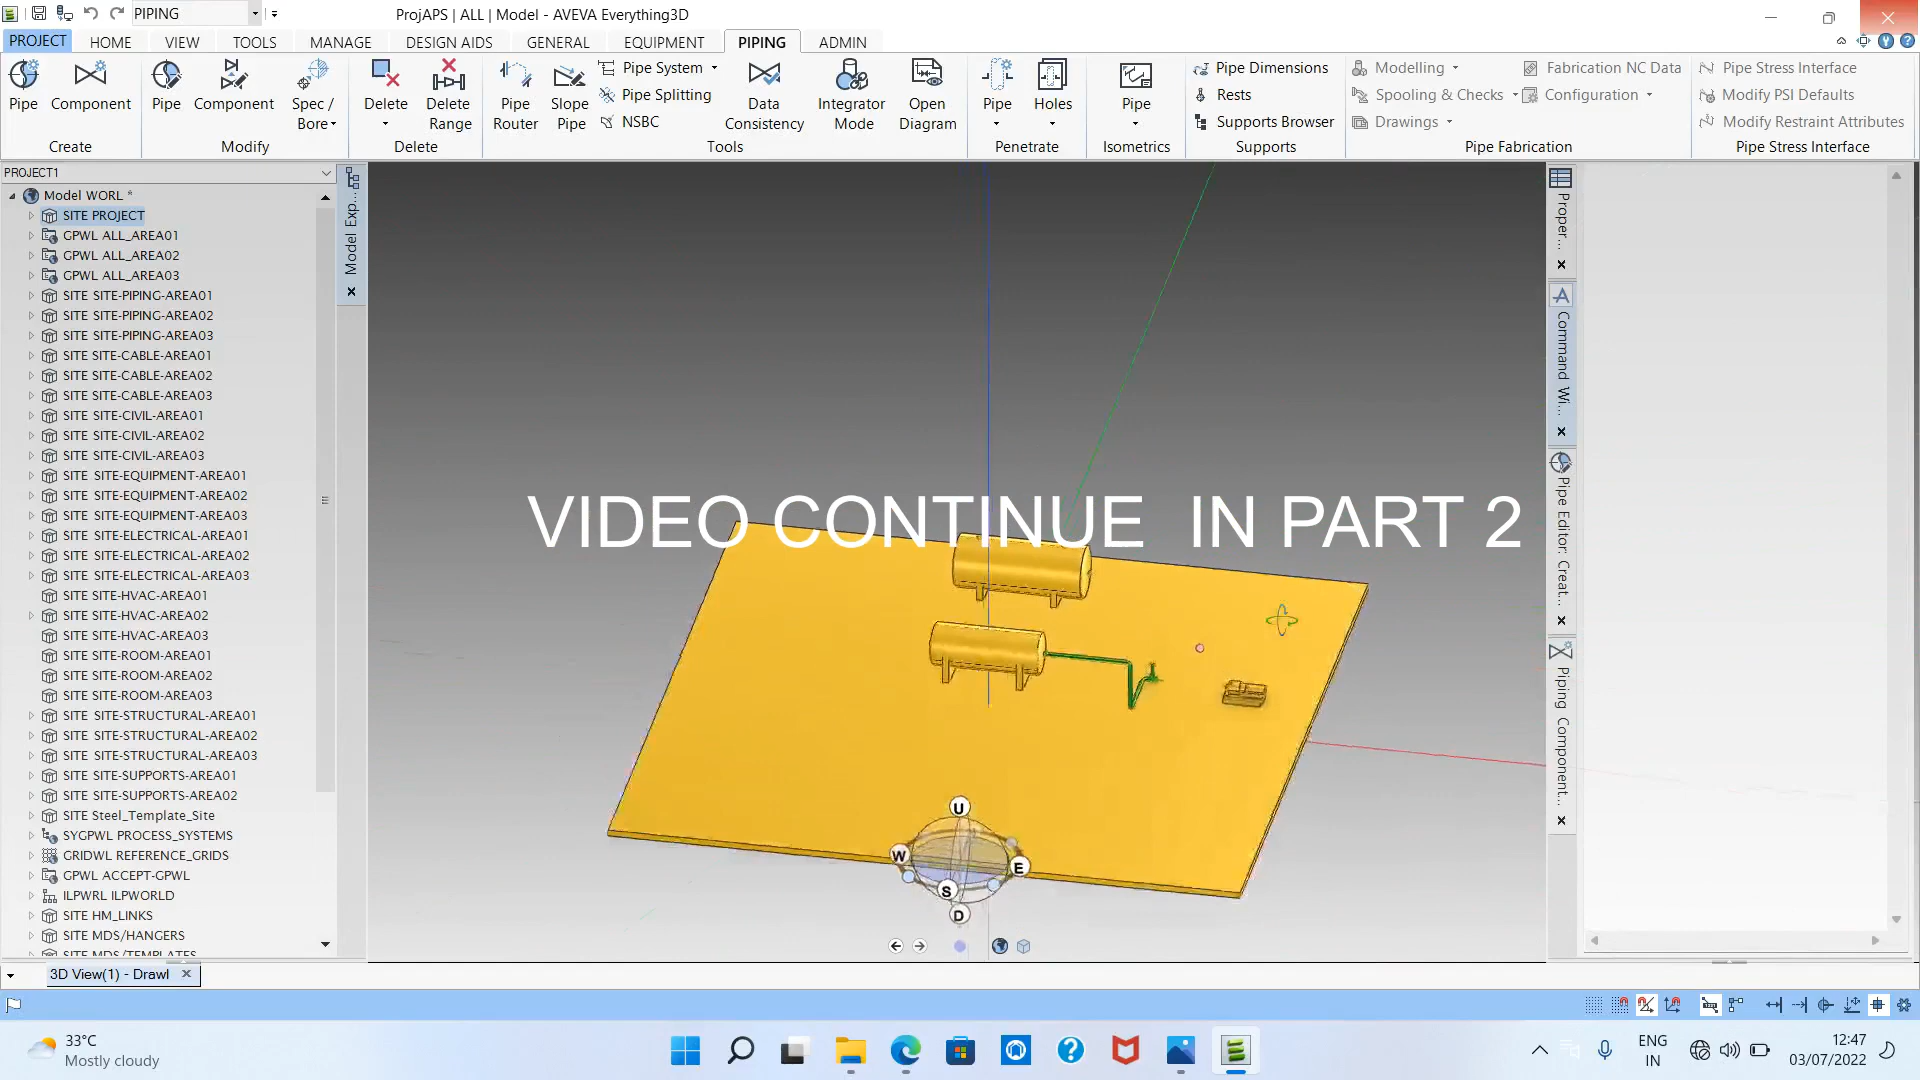 PIPING
ProjAPS | ALL | Model - AVEVA Everything3D
PROJECT
HOME
VIEW
TOOLS
MANAGE
DESIGN AIDS
GENERAL
EQUIPMENT
PIPING
ADMIN
Pipe
Component
Create
Pipe
Component
Spec /
Bore
Modify
Delete
Delete
Range
Delete
Pipe
Router
Slope
Pipe
Pipe System
Pipe Splitting
NSBC
Data
Consistency
Integrator
Mode
Open
Diagram
Tools
Pipe
Holes
Penetrate
Pipe
Isometrics
Pipe Dimensions
Rests
Supports Browser
Supports
Modelling
Spooling & Checks
Drawings
Fabrication NC Data
Configuration
Pipe Fabrication
Pipe Stress Interface
Modify PSI Defaults
Modify Restraint Attributes
Pipe Stress Interface
PROJECT1
Model WORL *
SITE PROJECT
GPWL ALL_AREA01
GPWL ALL_AREA02
GPWL ALL_AREA03
SITE SITE-PIPING-AREA01
SITE SITE-PIPING-AREA02
SITE SITE-PIPING-AREA03
SITE SITE-CABLE-AREA01
SITE SITE-CABLE-AREA02
SITE SITE-CABLE-AREA03
SITE SITE-CIVIL-AREA01
SITE SITE-CIVIL-AREA02
SITE SITE-CIVIL-AREA03
SITE SITE-EQUIPMENT-AREA01
SITE SITE-EQUIPMENT-AREA02
SITE SITE-EQUIPMENT-AREA03
SITE SITE-ELECTRICAL-AREA01
SITE SITE-ELECTRICAL-AREA02
SITE SITE-ELECTRICAL-AREA03
SITE SITE-HVAC-AREA01
SITE SITE-HVAC-AREA02
SITE SITE-HVAC-AREA03
SITE SITE-ROOM-AREA01
SITE SITE-ROOM-AREA02
SITE SITE-ROOM-AREA03
SITE SITE-STRUCTURAL-AREA01
SITE SITE-STRUCTURAL-AREA02
SITE SITE-STRUCTURAL-AREA03
SITE SITE-SUPPORTS-AREA01
SITE SITE-SUPPORTS-AREA02
SITE Steel_Template_Site
SYGPWL PROCESS_SYSTEMS
GRIDWL REFERENCE_GRIDS
GPWL ACCEPT-GPWL
ILPWRL ILPWORLD
SITE HM_LINKS
SITE MDS/HANGERS
SITE MDS/TEMPLATES
Model Exp...
VIDEO CONTINUE IN PART 2
U
W
E
S
D
Proper...
Command Wi...
Pipe Editor: Creat...
Piping Component...
3D View(1) - Drawl
33°C
Mostly cloudy
ENG
IN
12:47
03/07/2022